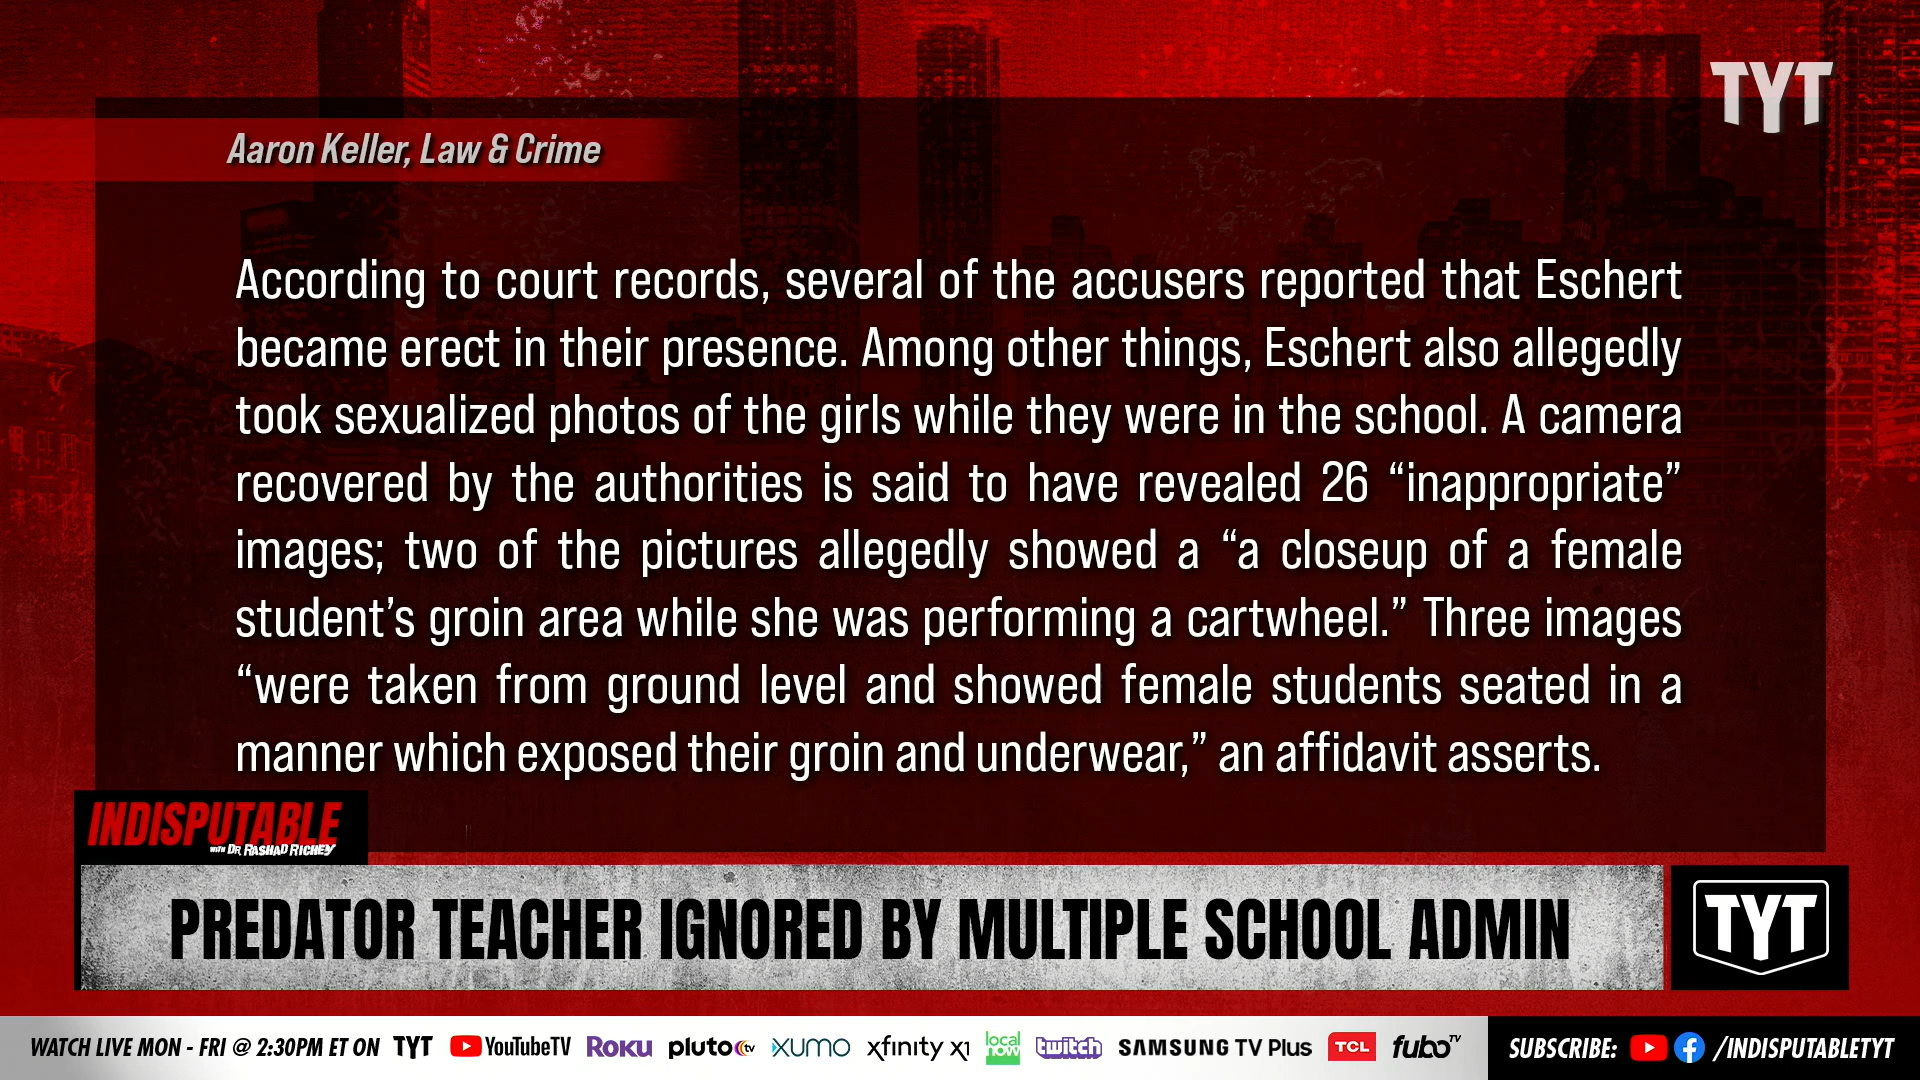 TYT
Aaron Keller, Law & Crime
According to court records, several of the accusers reported that Eschert
became erect in their presence. Among other things, Eschert also allegedly
took sexualized photos of the girls while they were in the school. A camera
recovered by the authorities is said to have revealed 26 “inappropriate”
images; two of the pictures allegedly showed a “a closeup of a female
student’s groin area while she was performing a cartwheel.” Three images
“were taken from ground level and showed female students seated in a
manner which exposed their groin and underwear,” an affidavit asserts.
INDISPUTABLE
WITH DR RASHAD RICHEY
PREDATOR TEACHER IGNORED BY MULTIPLE SCHOOL ADMIN
TYT
WATCH LIVE MON - FRI @ 2:30PM ET ON TYT YouTubeTV ROKU pluto tv XUMO xfinity x1 local now twitch SAMSUNG TV Plus TCL fubo TV SUBSCRIBE: /INDISPUTABLETYT